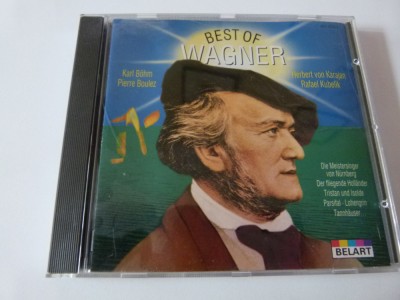 BEST OF
WAGNER
Karl Böhm
Pierre Boulez
Herbert von Karajan
Rafael Kubelik
Die Meistersinger
von Nürnberg
Der fliegende Holländer
Tristan und Isolde
Parsifal · Lohengrin
Tannhäuser
BELART